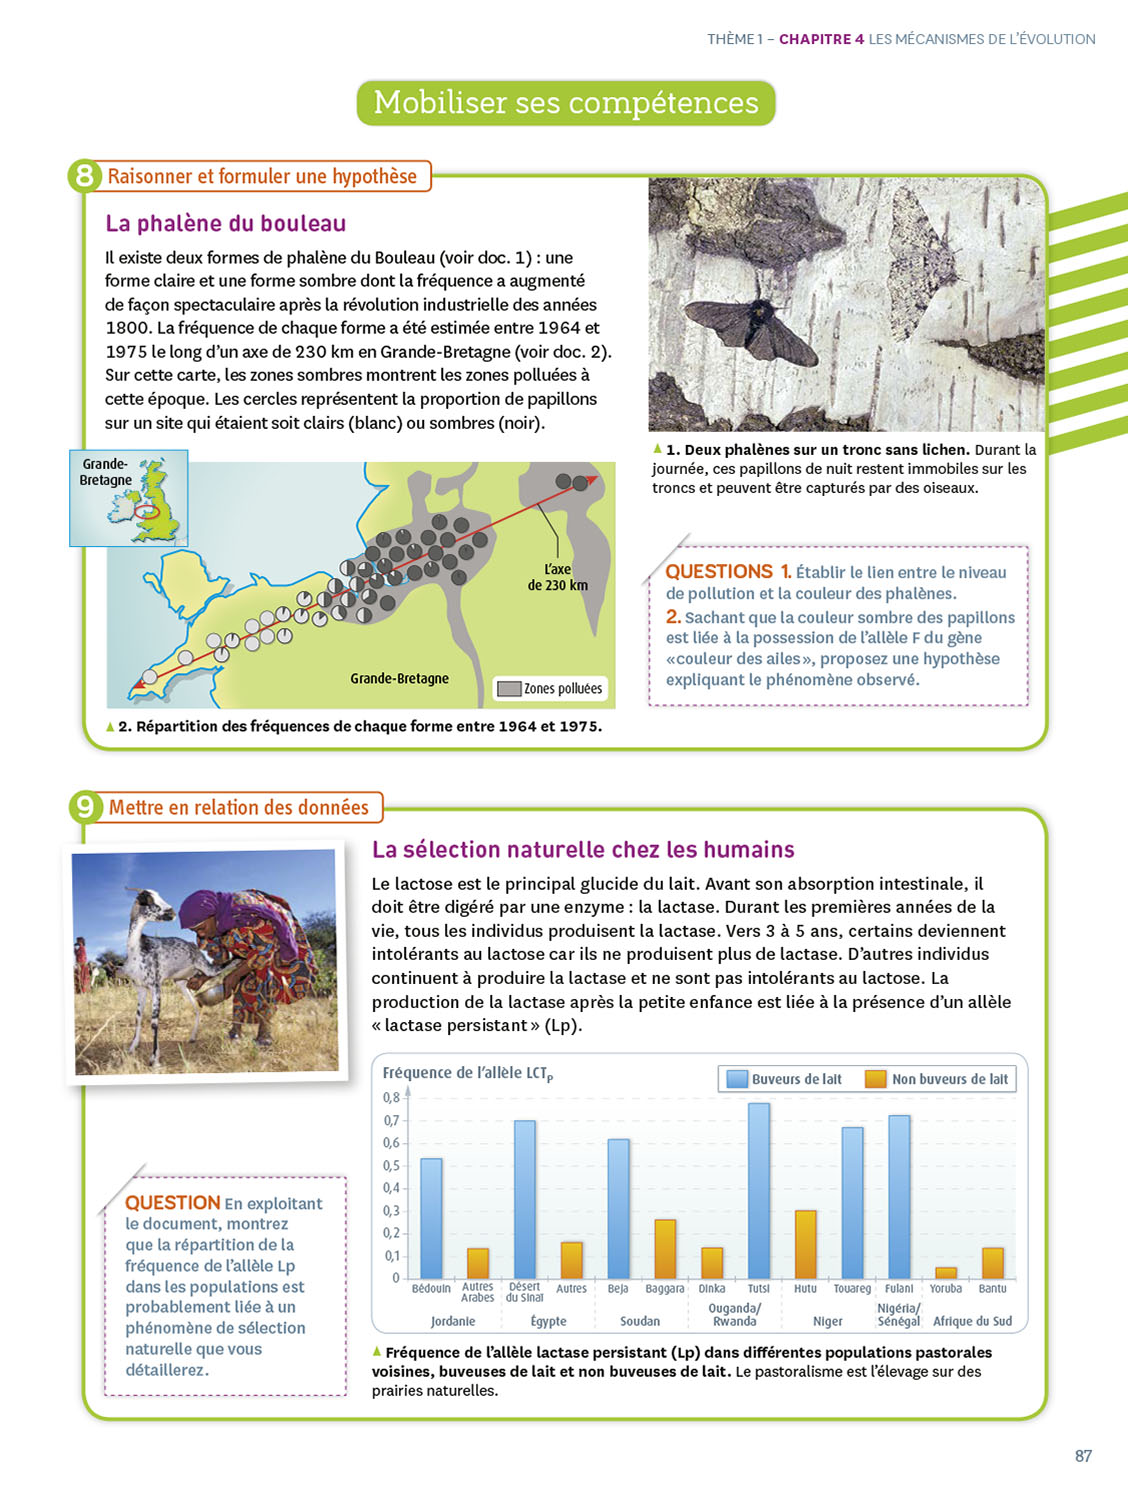 THÈME 1 – CHAPITRE 4 LES MÉCANISMES DE L'ÉVOLUTION
Mobiliser ses compétences
8 Raisonner et formuler une hypothèse
La phalène du bouleau
Il existe deux formes de phalène du Bouleau (voir doc. 1) : une
forme claire et une forme sombre dont la fréquence a augmenté
de façon spectaculaire après la révolution industrielle des années
1800. La fréquence de chaque forme a été estimée entre 1964 et
1975 le long d'un axe de 230 km en Grande-Bretagne (voir doc. 2).
Sur cette carte, les zones sombres montrent les zones polluées à
cette époque. Les cercles représentent la proportion de papillons
sur un site qui étaient soit clairs (blanc) ou sombres (noir).
Grande-
Bretagne
L'axe
de 230 km
Grande-Bretagne
Zones polluées
2. Répartition des fréquences de chaque forme entre 1964 et 1975.
1. Deux phalènes sur un tronc sans lichen. Durant la
journée, ces papillons de nuit restent immobiles sur les
troncs et peuvent être capturés par des oiseaux.
QUESTIONS 1. Établir le lien entre le niveau
de pollution et la couleur des phalènes.
2. Sachant que la couleur sombre des papillons
est liée à la possession de l'allèle F du gène
«couleur des ailes», proposez une hypothèse
expliquant le phénomène observé.
9 Mettre en relation des données
La sélection naturelle chez les humains
Le lactose est le principal glucide du lait. Avant son absorption intestinale, il
doit être digéré par une enzyme : la lactase. Durant les premières années de la
vie, tous les individus produisent la lactase. Vers 3 à 5 ans, certains deviennent
intolérants au lactose car ils ne produisent plus de lactase. D'autres individus
continuent à produire la lactase et ne sont pas intolérants au lactose. La
production de la lactase après la petite enfance est liée à la présence d'un allèle
« lactase persistant » (Lp).
QUESTION En exploitant
le document, montrez
que la répartition de la
fréquence de l'allèle Lp
dans les populations est
probablement liée à un
phénomène de sélection
naturelle que vous
détaillerez.
Fréquence de l'allèle LCTP
Buveurs de lait
Non buveurs de lait
0,8
0,7
0,6
0,5
0,4
0,3
0,2
0,1
0
Bédouin Autres Arabes Désert du Sinaï Autres Beja Baggara Dinka Tutsi Hutu Touareg Fulani Yoruba Bantu
Jordanie Égypte Soudan Ouganda/ Rwanda Niger Nigéria/ Sénégal Afrique du Sud
Fréquence de l'allèle lactase persistant (Lp) dans différentes populations pastorales
voisines, buveuses de lait et non buveuses de lait. Le pastoralisme est l'élevage sur des
prairies naturelles.
87